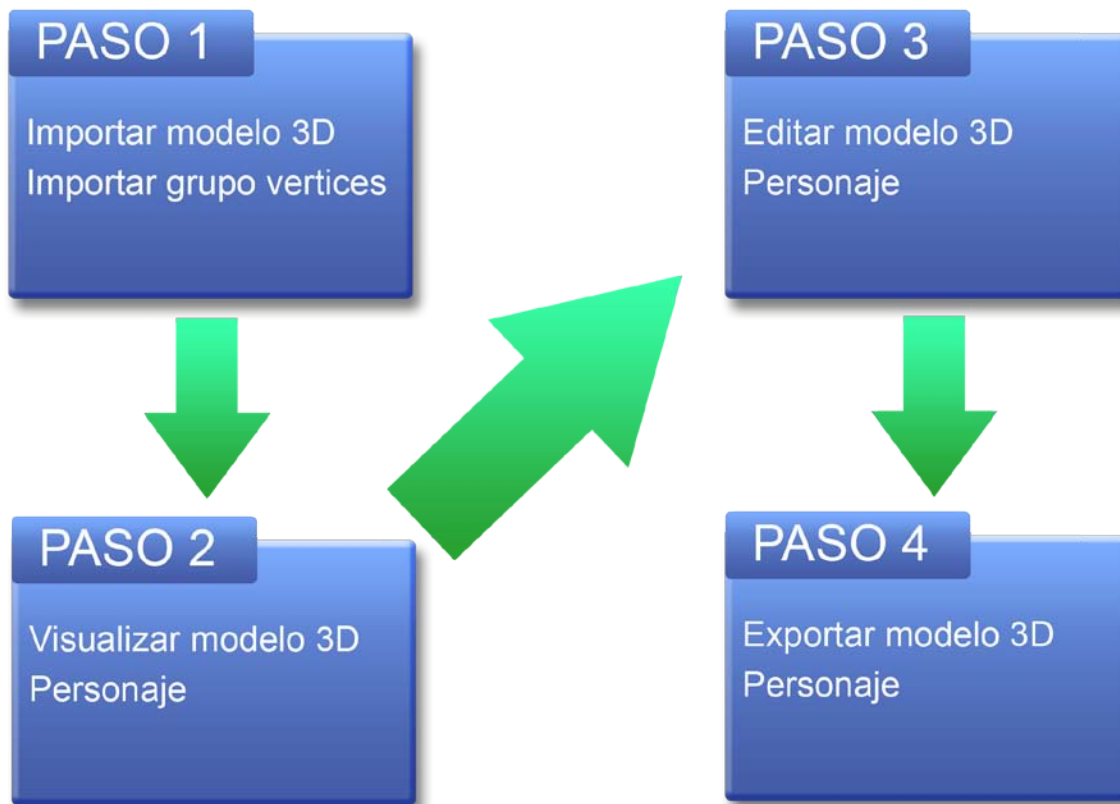 PASO 1
Importar modelo 3D
Importar grupo vertices
PASO 2
Visualizar modelo 3D
Personaje
PASO 3
Editar modelo 3D
Personaje
PASO 4
Exportar modelo 3D
Personaje